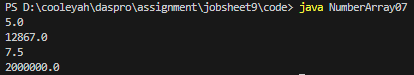 PS D:\cooleyah\daspro\assignment\jobsheet9\code> java NumberArray07
5.0
12867.0
7.5
2000000.0